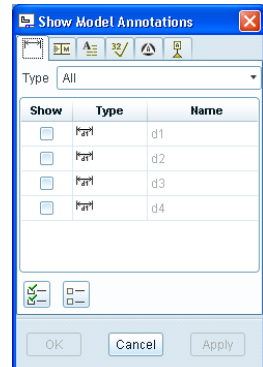 Show Model Annotations
Type All
Show Type Name
d1
d2
d3
d4
OK Cancel Apply